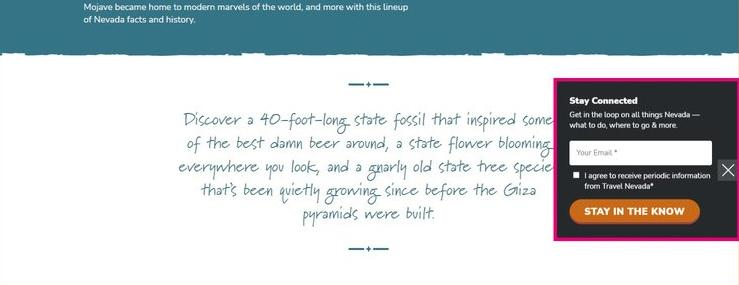 Mojave became home to modern marvels of the world, and more with this lineup
of Nevada facts and history.
Discover a 40-foot-long state fossil that inspired some
of the best damn beer around, a state flower blooming
everywhere you look, and a gnarly old state tree specie
that's been quietly growing since before the Giza
pyramids were built.
Stay Connected
Get in the loop on all things Nevada —
what to do, where to go & more.
Your Email *
I agree to receive periodic information
from Travel Nevada*
STAY IN THE KNOW